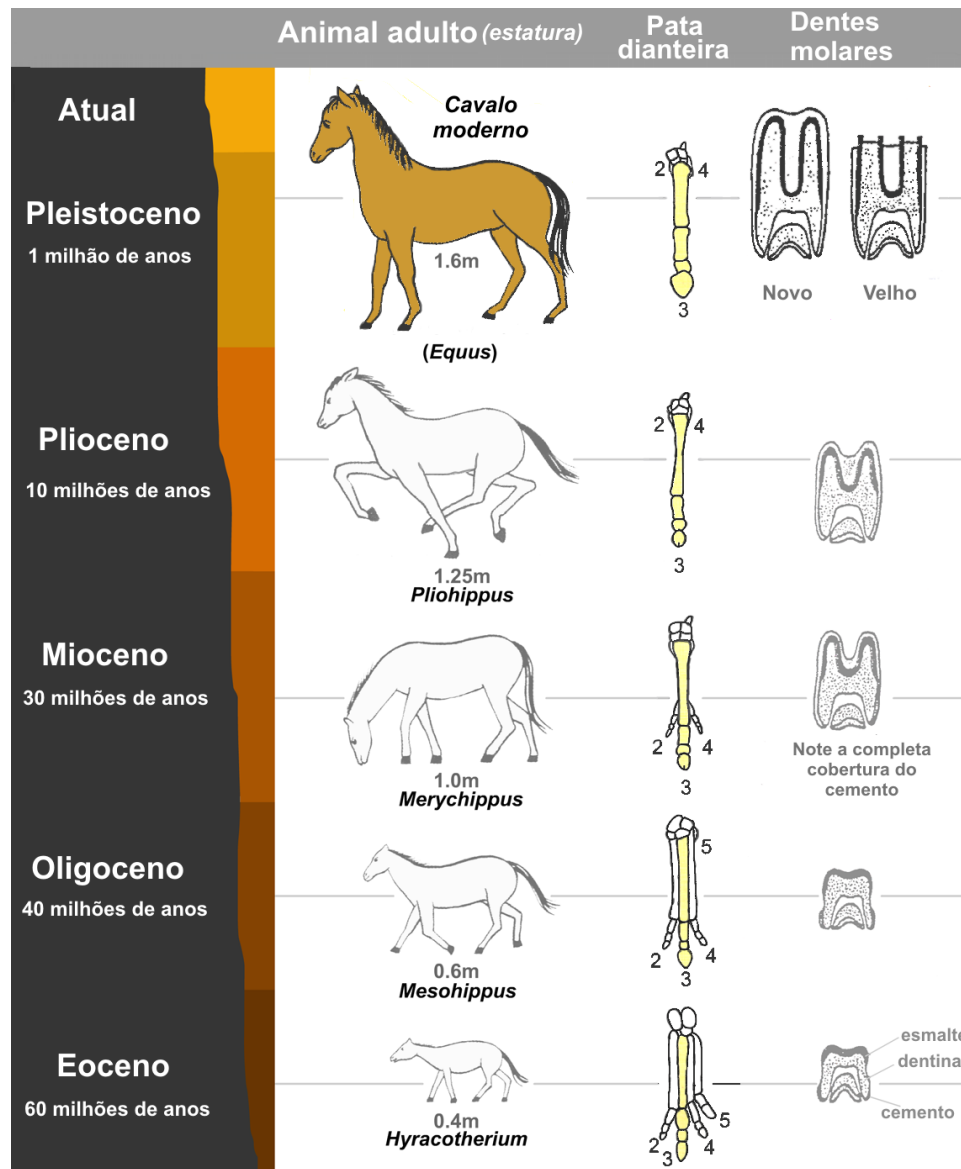 Animal adulto (estatura)
Pata
dianteira
Dentes
molares
Atual
Cavalo
moderno
2 4
Pleistoceno
1 milhão de anos
1.6m
3
Novo Velho
(Equus)
Plioceno
10 milhões de anos
2 4
3
1.25m
Pliohippus
Mioceno
30 milhões de anos
2 4
3
1.0m
Merychippus
Note a completa
cobertura do
cemento
Oligoceno
40 milhões de anos
5
2 4
3
0.6m
Mesohippus
Eoceno
60 milhões de anos
5
2 4
3
0.4m
Hyracotherium
esmalte
dentina
cemento